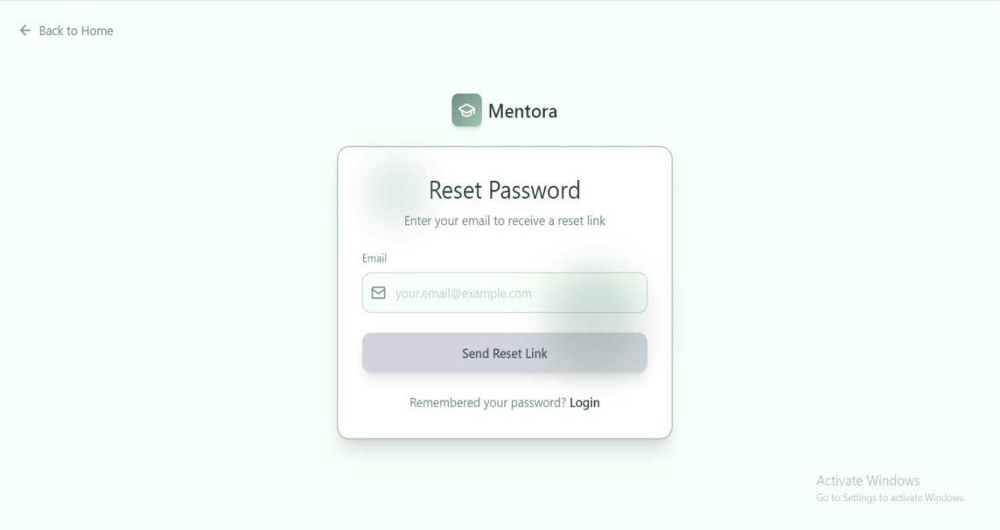 Back to Home
Mentora
Reset Password
Enter your email to receive a reset link
Email
your.email@example.com
Send Reset Link
Remembered your password? Login
Activate Windows
Go to Settings to activate Windows.